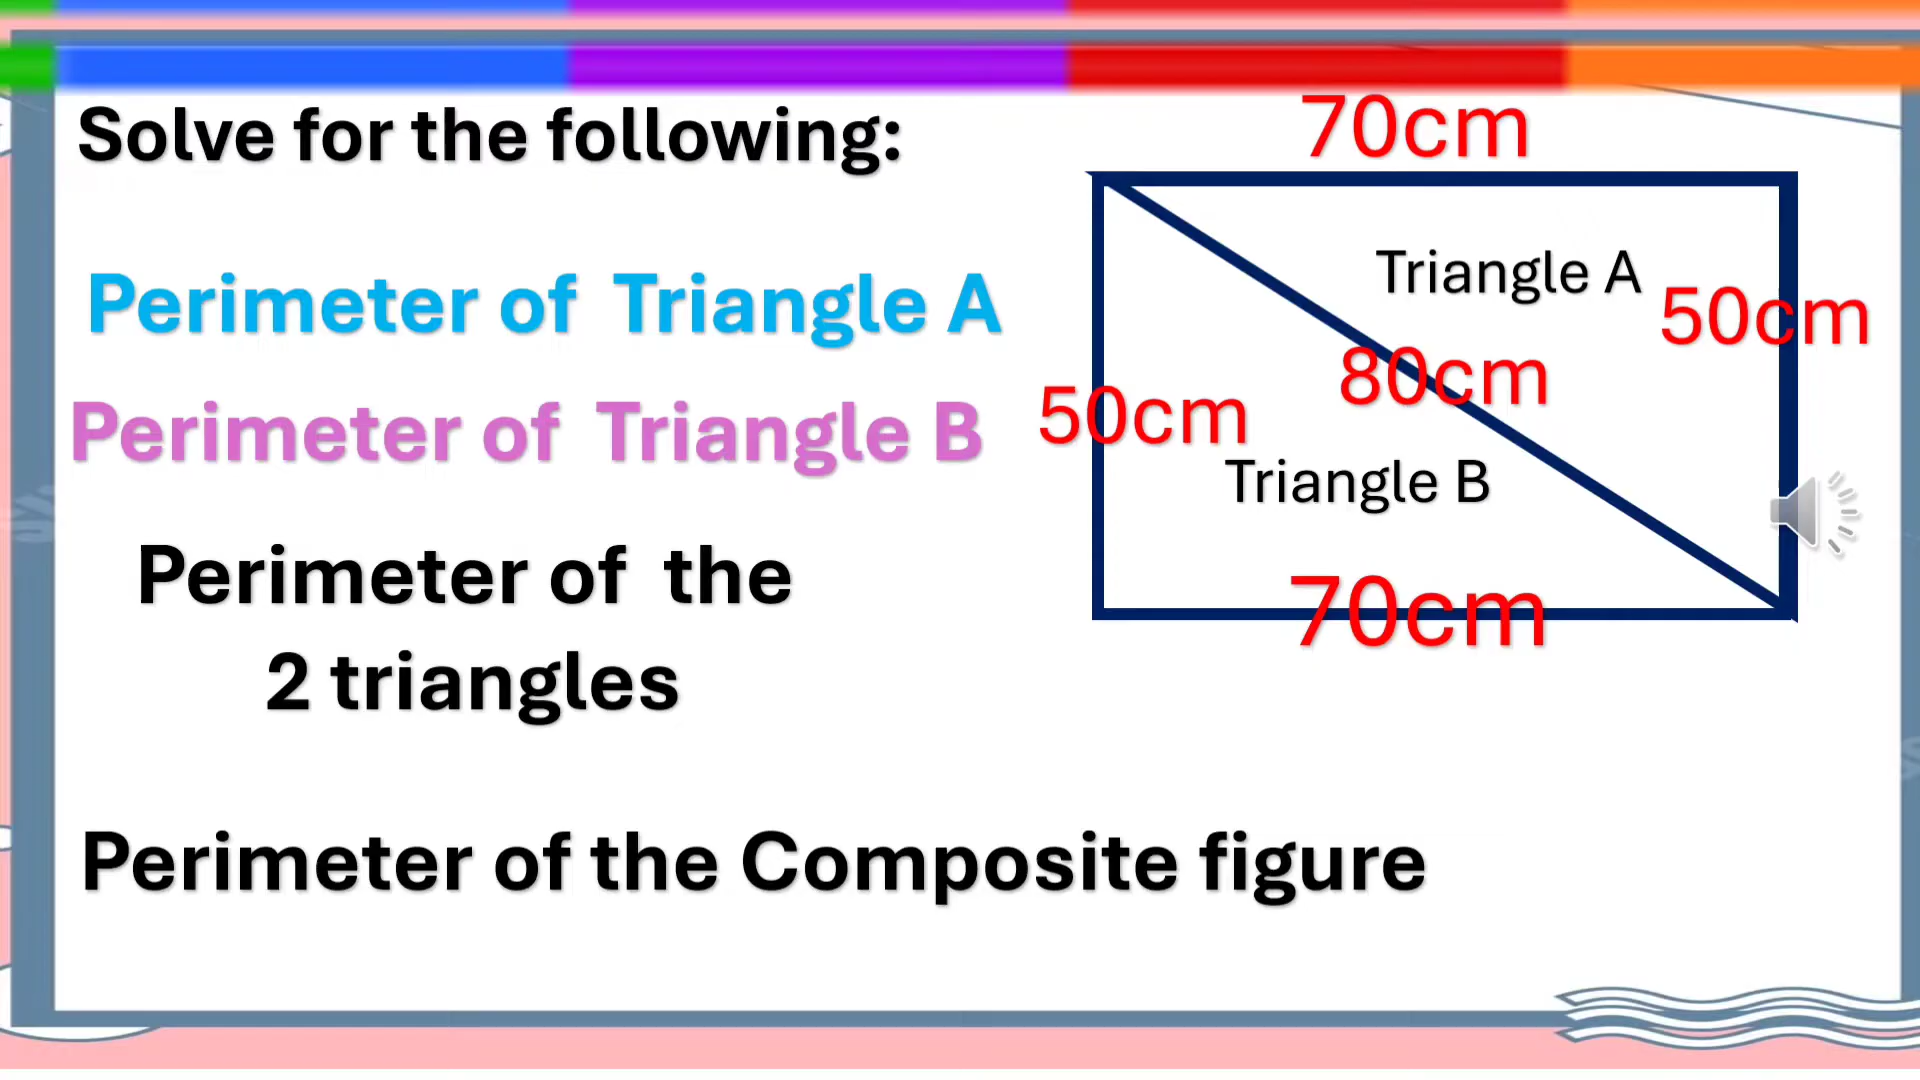 Solve for the following:
70cm
Perimeter of Triangle A
Triangle A
50cm
80cm
Perimeter of Triangle B
50cm
Triangle B
Perimeter of the
2 triangles
70cm
Perimeter of the Composite figure